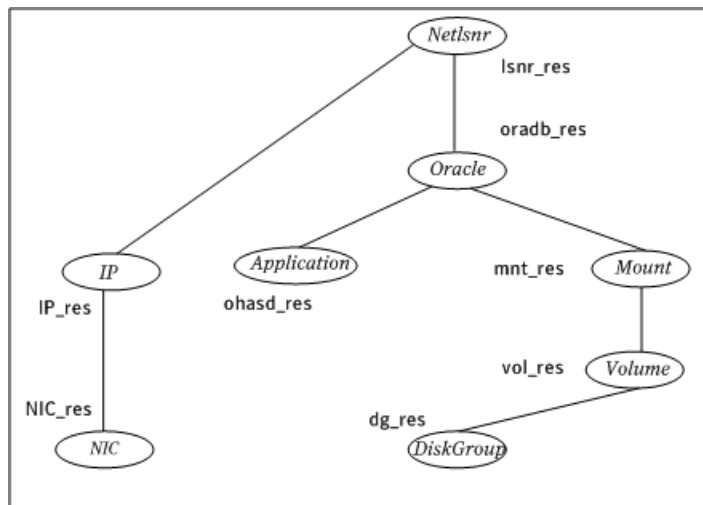 Netlsnr
lsnr_res
oradb_res
Oracle
IP
Application
mnt_res
Mount
IP_res
ohasd_res
vol_res
Volume
NIC_res
dg_res
NIC
DiskGroup